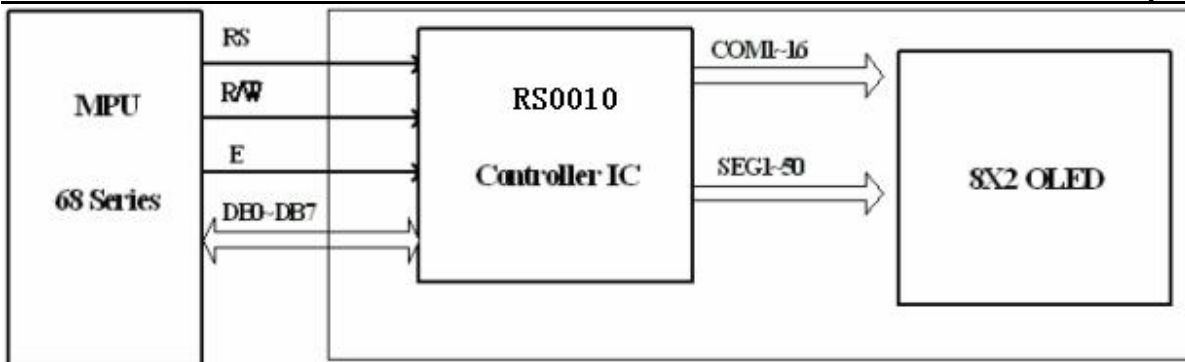 MPU
68 Series
RS
R/W
E
DB0~DB7
RS0010
Controller IC
COM1~16
SEG1~50
8X2 OLED